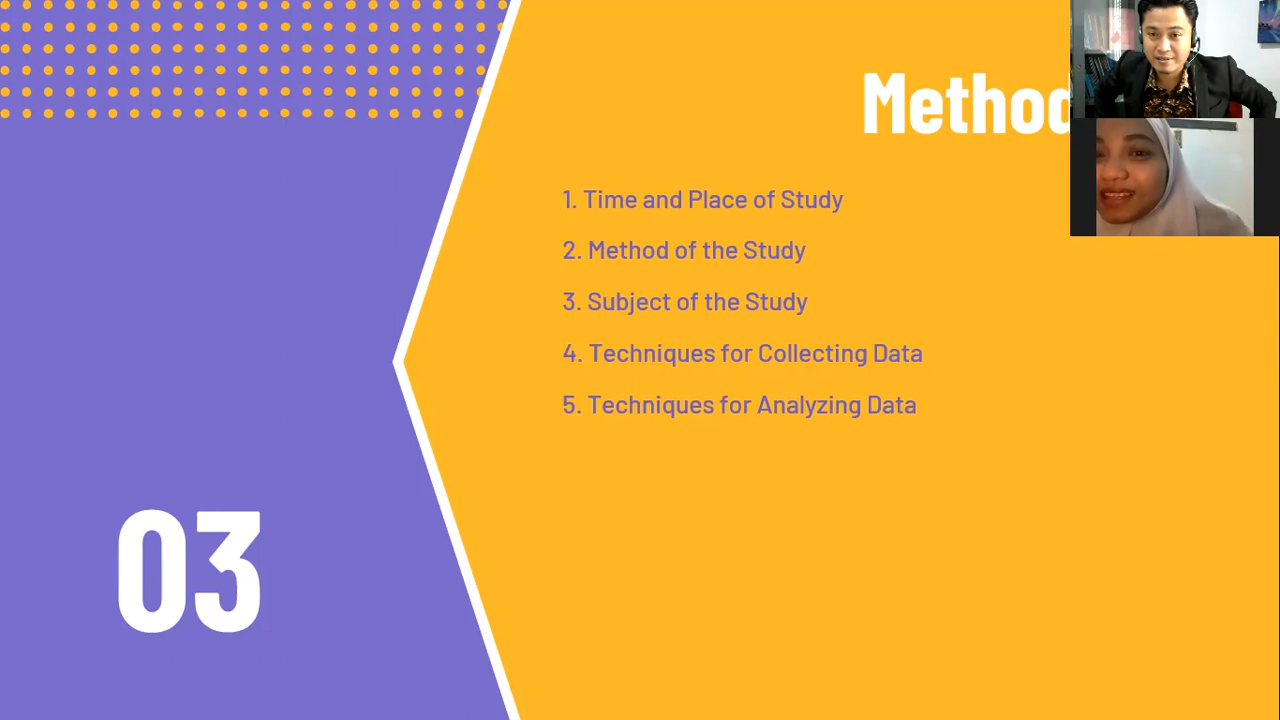 Method
1. Time and Place of Study
2. Method of the Study
3. Subject of the Study
4. Techniques for Collecting Data
5. Techniques for Analyzing Data
03